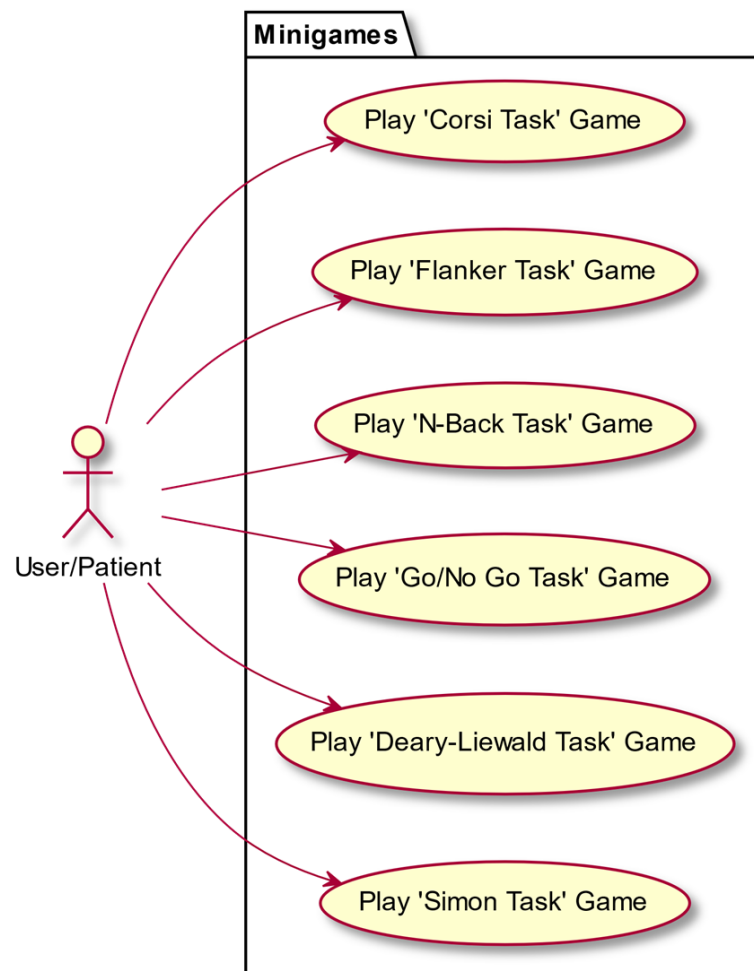 Minigames
Play 'Corsi Task' Game
Play 'Flanker Task' Game
Play 'N-Back Task' Game
User/Patient
Play 'Go/No Go Task' Game
Play 'Deary-Liewald Task' Game
Play 'Simon Task' Game